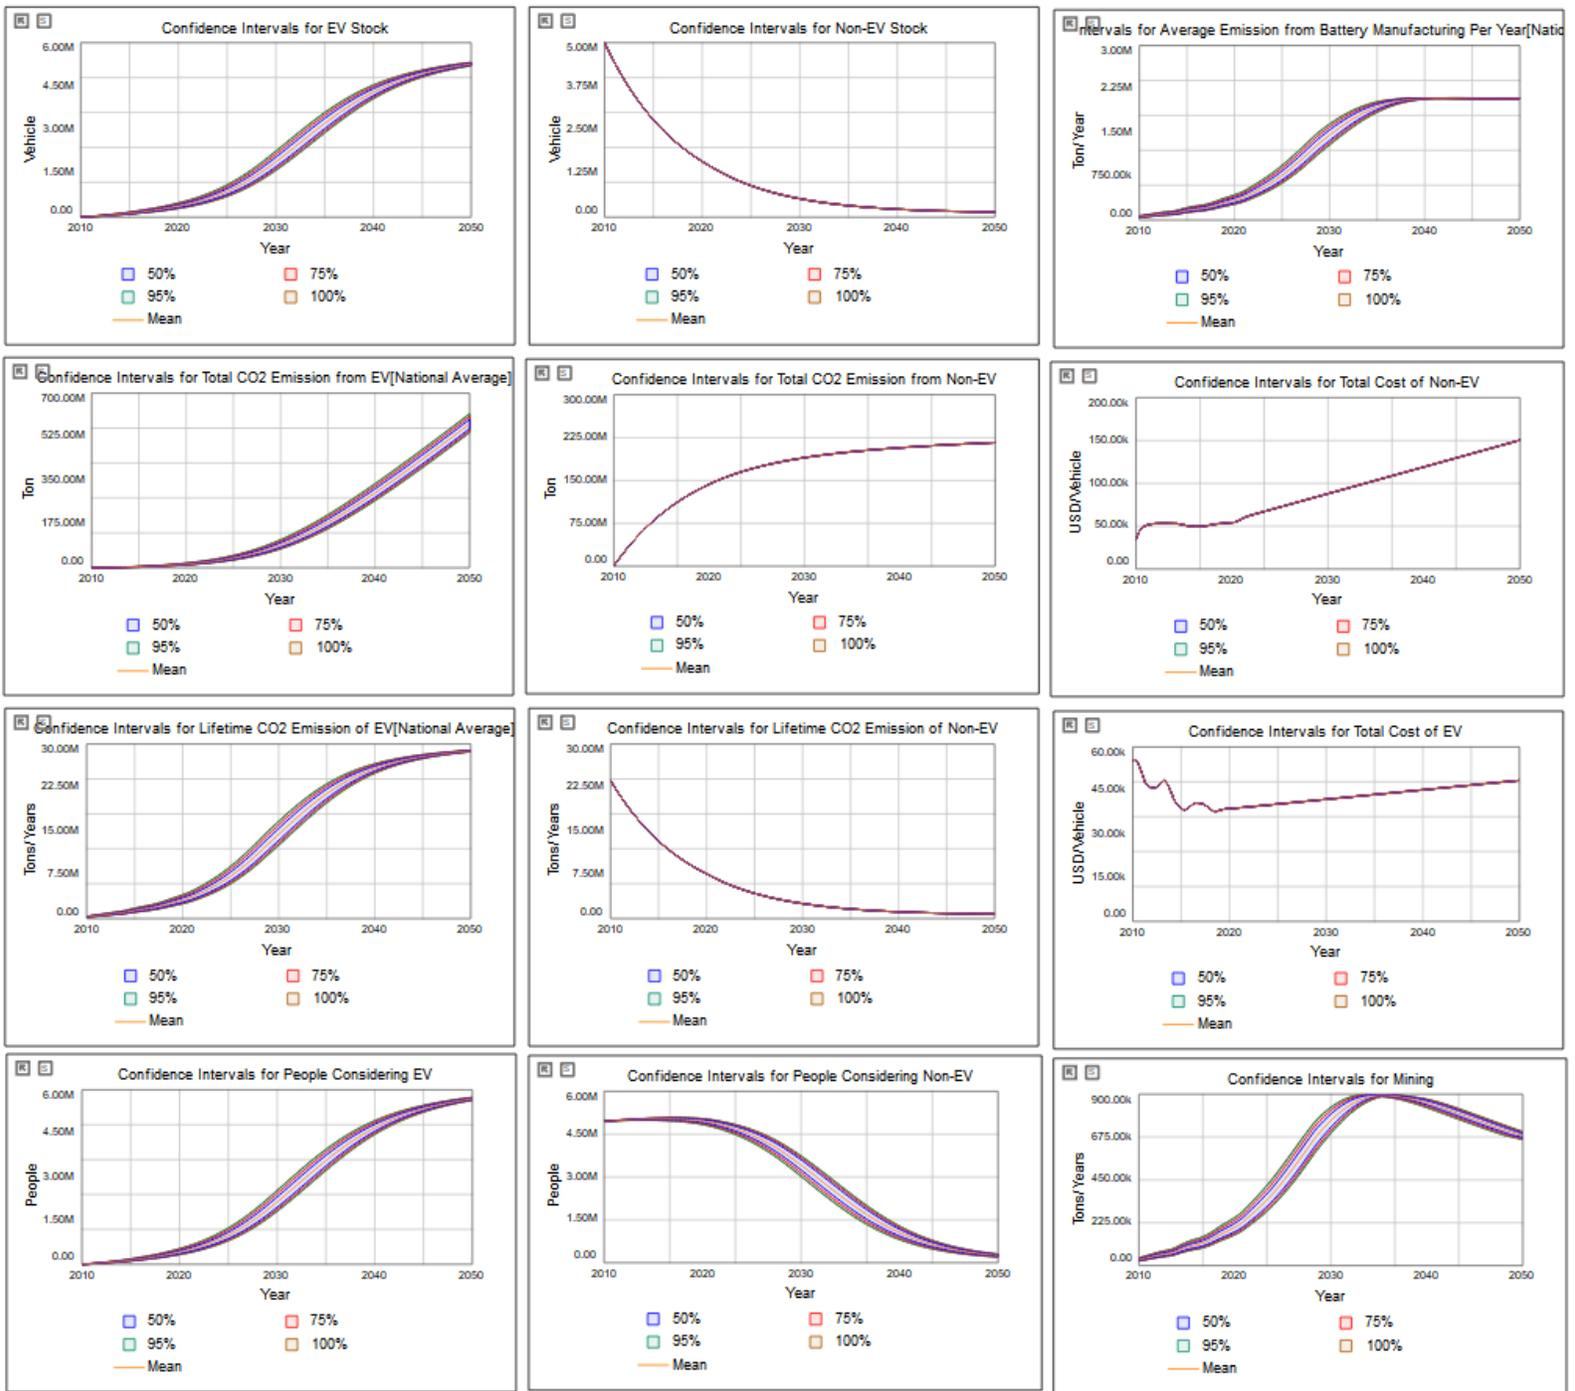 R S
Confidence Intervals for EV Stock
6.00M
4.50M
3.00M
1.50M
0.00
Vehicle
2010 2020 2030 2040 2050
Year
50% 75%
95% 100%
Mean
R S
Confidence Intervals for Non-EV Stock
5.00M
3.75M
2.50M
1.25M
0.00
Vehicle
2010 2020 2030 2040 2050
Year
50% 75%
95% 100%
Mean
R S
ntervals for Average Emission from Battery Manufacturing Per Year[Natio
3.00M
2.25M
1.50M
750.00k
0.00
Ton/Year
2010 2020 2030 2040 2050
Year
50% 75%
95% 100%
Mean
R S
Confidence Intervals for Total CO2 Emission from EV[National Average]
700.00M
525.00M
350.00M
175.00M
0.00
Ton
2010 2020 2030 2040 2050
Year
50% 75%
95% 100%
Mean
R S
Confidence Intervals for Total CO2 Emission from Non-EV
300.00M
225.00M
150.00M
75.00M
0.00
Ton
2010 2020 2030 2040 2050
Year
50% 75%
95% 100%
Mean
R S
Confidence Intervals for Total Cost of Non-EV
200.00k
150.00k
100.00k
50.00k
0.00
USD/Vehicle
2010 2020 2030 2040 2050
Year
50% 75%
95% 100%
Mean
R S
Confidence Intervals for Lifetime CO2 Emission of EV[National Average]
30.00M
22.50M
15.00M
7.50M
0.00
Tons/Years
2010 2020 2030 2040 2050
Year
50% 75%
95% 100%
Mean
R S
Confidence Intervals for Lifetime CO2 Emission of Non-EV
30.00M
22.50M
15.00M
7.50M
0.00
Tons/Years
2010 2020 2030 2040 2050
Year
50% 75%
95% 100%
Mean
R S
Confidence Intervals for Total Cost of EV
60.00k
45.00k
30.00k
15.00k
0.00
USD/Vehicle
2010 2020 2030 2040 2050
Year
50% 75%
95% 100%
Mean
R S
Confidence Intervals for People Considering EV
6.00M
4.50M
3.00M
1.50M
0.00
People
2010 2020 2030 2040 2050
Year
50% 75%
95% 100%
Mean
R S
Confidence Intervals for People Considering Non-EV
6.00M
4.50M
3.00M
1.50M
0.00
People
2010 2020 2030 2040 2050
Year
50% 75%
95% 100%
Mean
R S
Confidence Intervals for Mining
900.00k
675.00k
450.00k
225.00k
0.00
Tons/Years
2010 2020 2030 2040 2050
Year
50% 75%
95% 100%
Mean